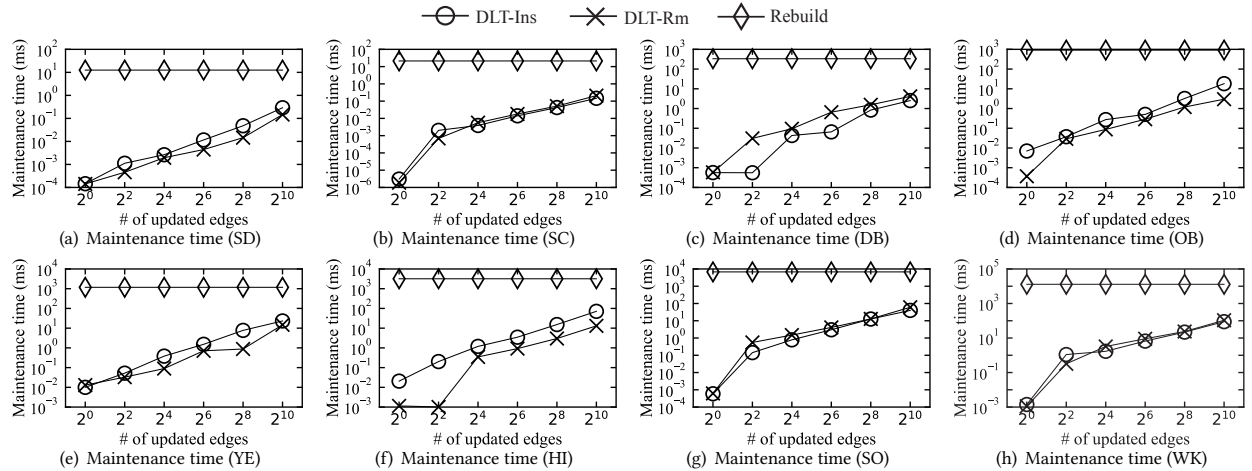 DLT-Ins DLT-Rm Rebuild
Maintenance time (ms)
10^2
10^1
10^0
10^-1
10^-2
10^-3
10^-4
2^0 2^2 2^4 2^6 2^8 2^10
# of updated edges
(a) Maintenance time (SD)
Maintenance time (ms)
10^2
10^1
10^0
10^-1
10^-2
10^-3
10^-4
10^-5
10^-6
2^0 2^2 2^4 2^6 2^8 2^10
# of updated edges
(b) Maintenance time (SC)
Maintenance time (ms)
10^3
10^2
10^1
10^0
10^-1
10^-2
10^-3
10^-4
2^0 2^2 2^4 2^6 2^8 2^10
# of updated edges
(c) Maintenance time (DB)
Maintenance time (ms)
10^3
10^2
10^1
10^0
10^-1
10^-2
10^-3
10^-4
2^0 2^2 2^4 2^6 2^8 2^10
# of updated edges
(d) Maintenance time (OB)
Maintenance time (ms)
10^4
10^3
10^2
10^1
10^0
10^-1
10^-2
10^-3
2^0 2^2 2^4 2^6 2^8 2^10
# of updated edges
(e) Maintenance time (YE)
Maintenance time (ms)
10^4
10^3
10^2
10^1
10^0
10^-1
10^-2
10^-3
2^0 2^2 2^4 2^6 2^8 2^10
# of updated edges
(f) Maintenance time (HI)
Maintenance time (ms)
10^4
10^3
10^2
10^1
10^0
10^-1
10^-2
10^-3
10^-4
2^0 2^2 2^4 2^6 2^8 2^10
# of updated edges
(g) Maintenance time (SO)
Maintenance time (ms)
10^5
10^3
10^1
10^-1
10^-3
2^0 2^2 2^4 2^6 2^8 2^10
# of updated edges
(h) Maintenance time (WK)